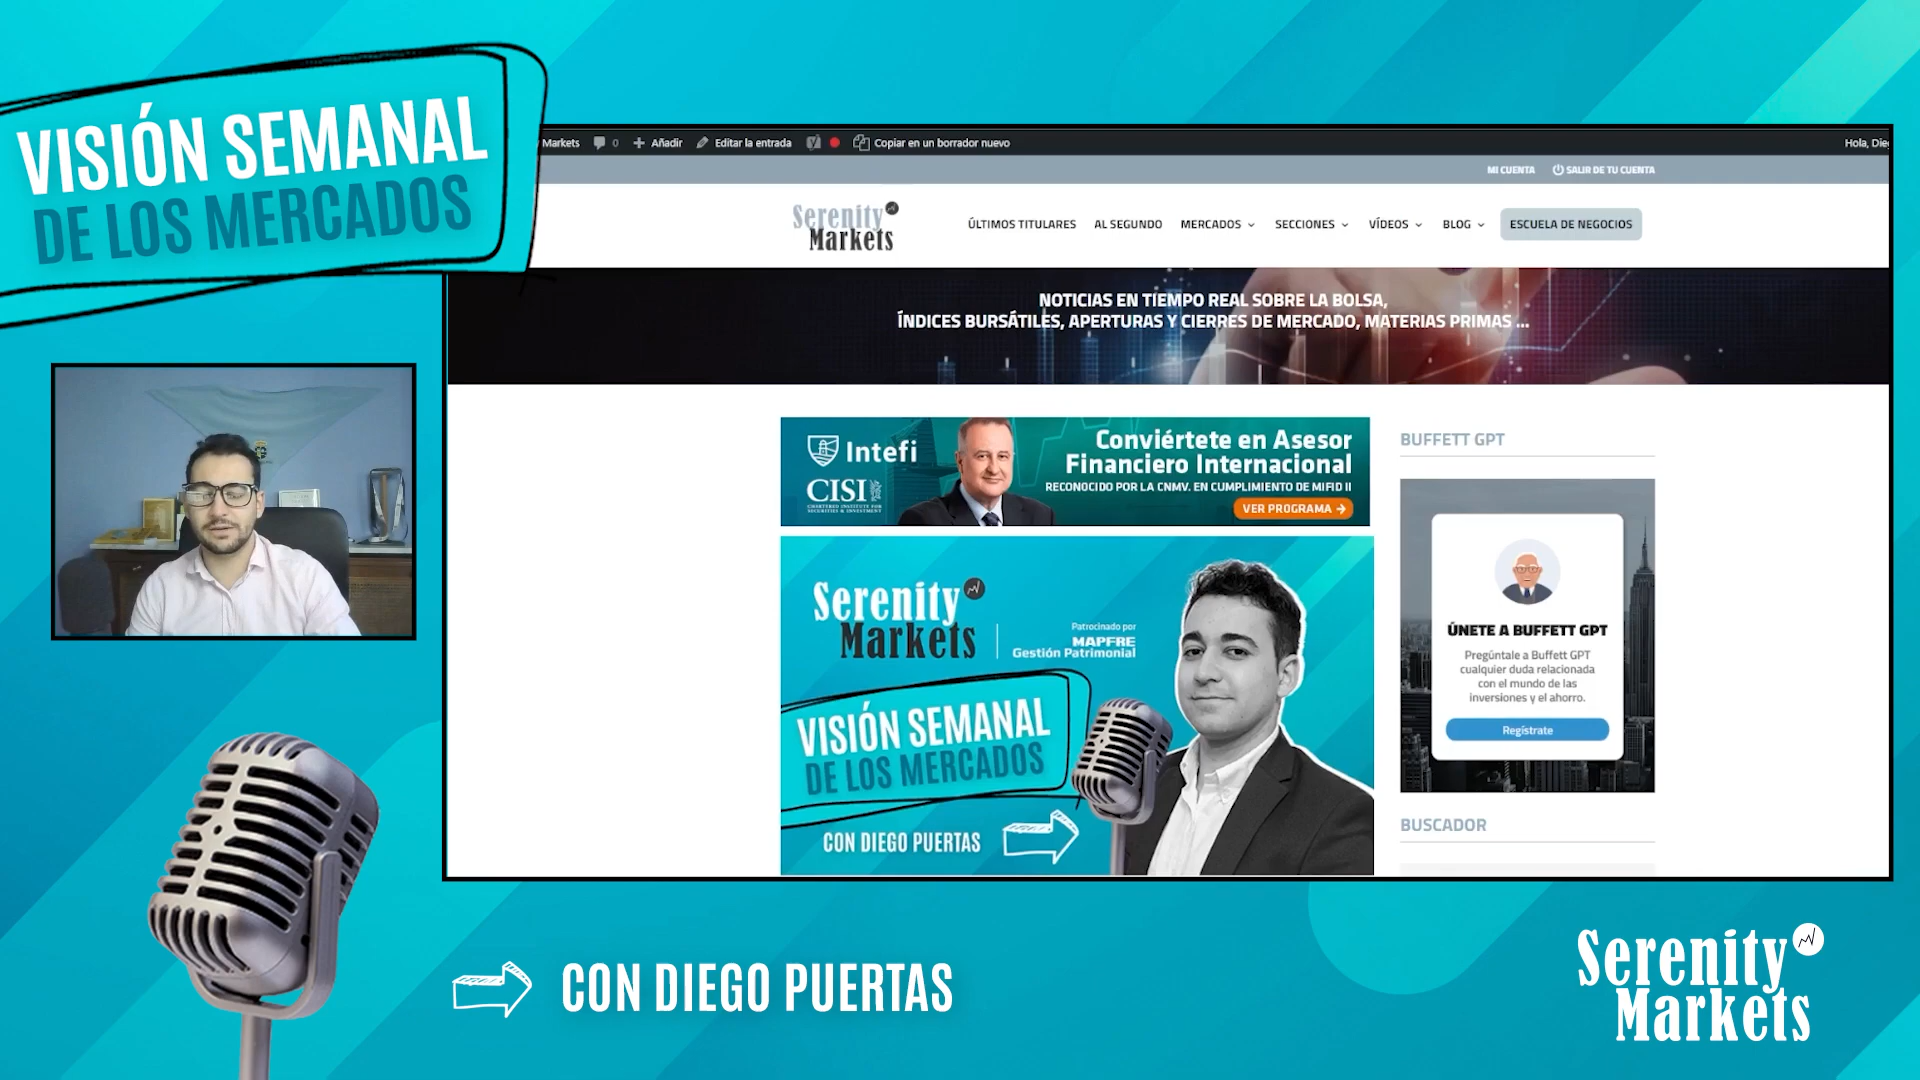 VISIÓN SEMANAL
DE LOS MERCADOS
Markets
0
Añadir
Editar la entrada
Copiar en un borrador nuevo
Hola, Die
MI CUENTA
SALIR DE TU CUENTA
Serenity
Markets
ÚLTIMOS TITULARES
AL SEGUNDO
MERCADOS
SECCIONES
VÍDEOS
BLOG
ESCUELA DE NEGOCIOS
NOTICIAS EN TIEMPO REAL SOBRE LA BOLSA,
ÍNDICES BURSÁTILES, APERTURAS Y CIERRES DE MERCADO, MATERIAS PRIMAS ...
Intefi
CISI
CHARTERED INSTITUTE FOR
SECURITIES & INVESTMENT
Conviértete en Asesor
Financiero Internacional
RECONOCIDO POR LA CNMV. EN CUMPLIMIENTO DE MIFID II
VER PROGRAMA
Serenity
Markets
Patrocinado por
MAPFRE
Gestión Patrimonial
VISIÓN SEMANAL
DE LOS MERCADOS
CON DIEGO PUERTAS
BUFFETT GPT
ÚNETE A BUFFETT GPT
Pregúntale a Buffett GPT
cualquier duda relacionada
con el mundo de las
inversiones y el ahorro.
Regístrate
BUSCADOR
CON DIEGO PUERTAS
Serenity
Markets